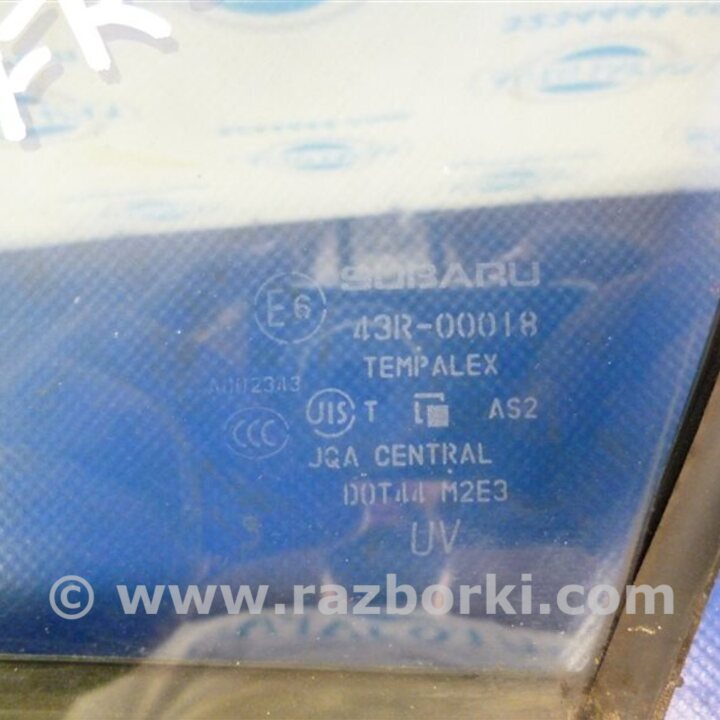 FR
SUBARU
E6 43R-00018
TEMPALEX
A002343
CCC JIS T AS2
JQA CENTRAL
DOT44 M2E3
UV
© www.razborki.com